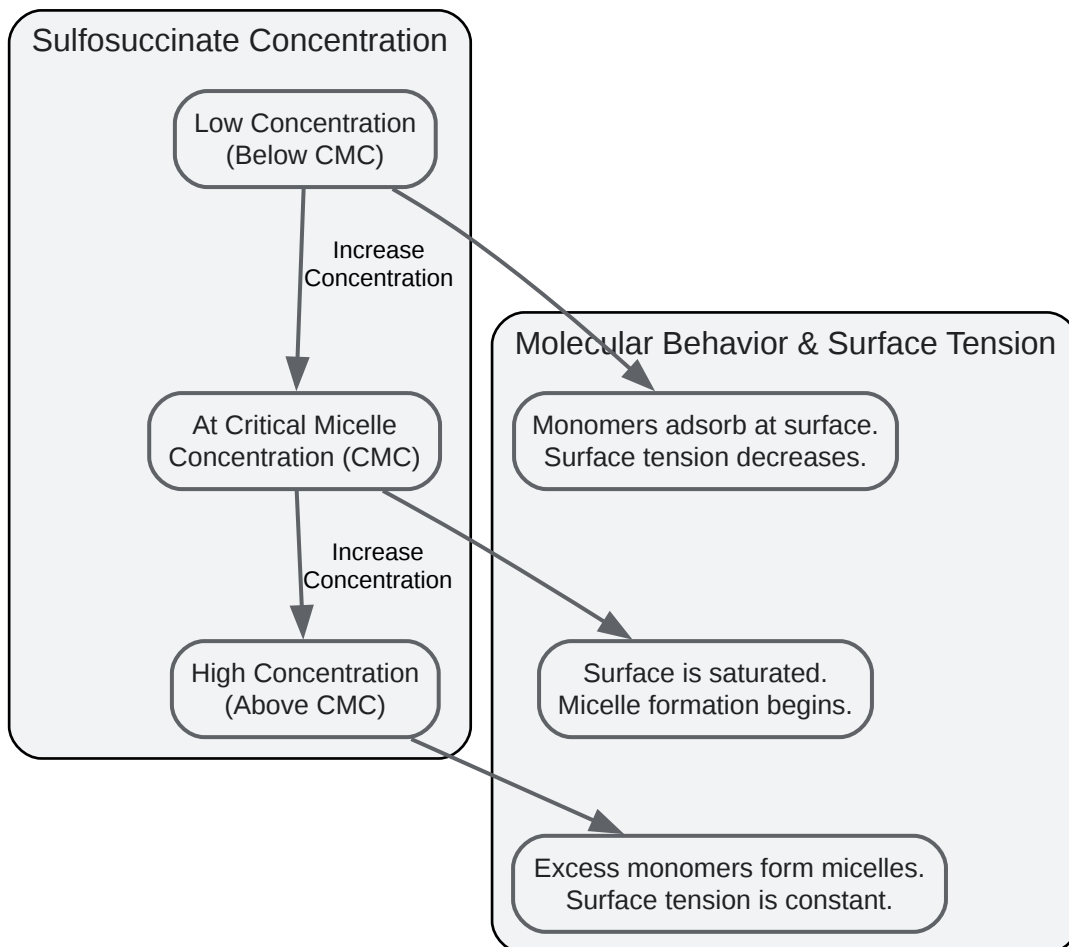 Sulfosuccinate Concentration
Low Concentration
(Below CMC)
Increase
Concentration
At Critical Micelle
Concentration (CMC)
Increase
Concentration
High Concentration
(Above CMC)
Molecular Behavior & Surface Tension
Monomers adsorb at surface.
Surface tension decreases.
Surface is saturated.
Micelle formation begins.
Excess monomers form micelles.
Surface tension is constant.